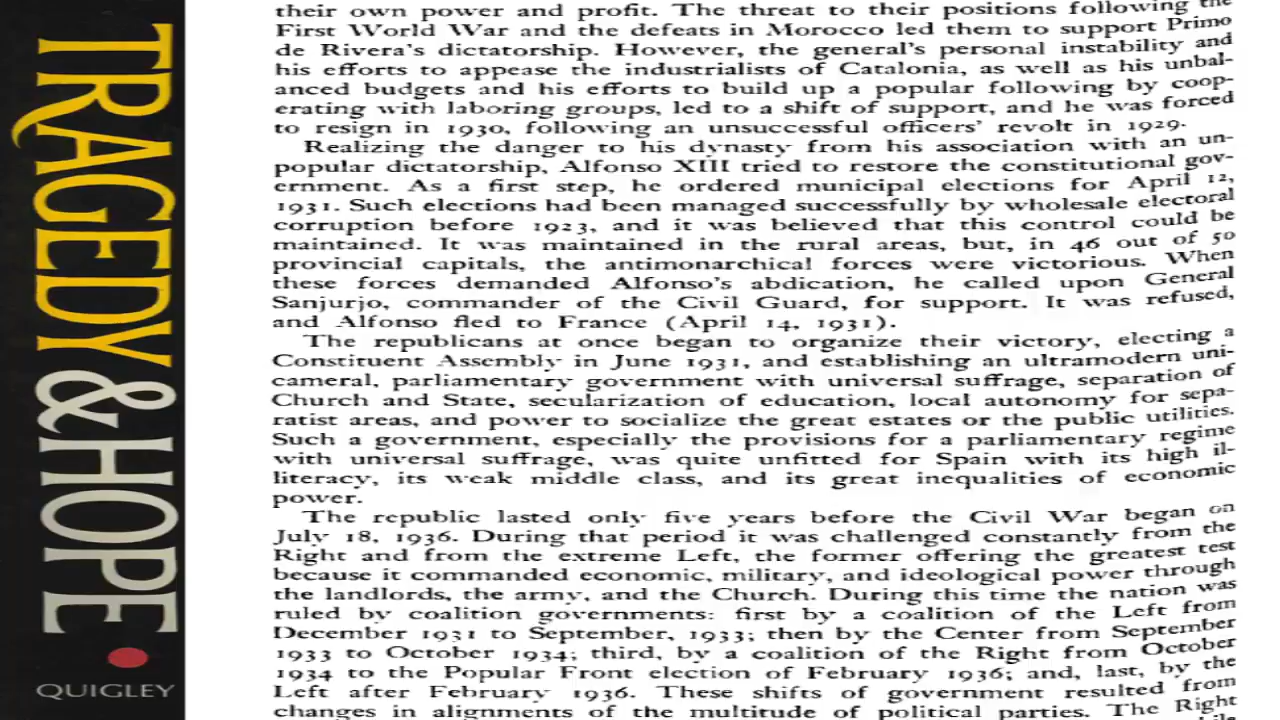 TRAGEDY & HOPE
QUIGLEY
their own power and profit. The threat to their positions following the
First World War and the defeats in Morocco led them to support Primo
de Rivera's dictatorship. However, the general's personal instability and
his efforts to appease the industrialists of Catalonia, as well as his unbal-
anced budgets and his efforts to build up a popular following by coop-
erating with laboring groups, led to a shift of support, and he was forced
to resign in 1930, following an unsuccessful officers' revolt in 1929.
Realizing the danger to his dynasty from his association with an un-
popular dictatorship, Alfonso XIII tried to restore the constitutional gov-
ernment. As a first step, he ordered municipal elections for April 12,
1931. Such elections had been managed successfully by wholesale electoral
corruption before 1923, and it was believed that this control could be
maintained. It was maintained in the rural areas, but, in 46 out of 50
provincial capitals, the antimonarchical forces were victorious. When
these forces demanded Alfonso's abdication, he called upon General
Sanjurjo, commander of the Civil Guard, for support. It was refused,
and Alfonso fled to France (April 14, 1931).
The republicans at once began to organize their victory, electing a
Constituent Assembly in June 1931, and establishing an ultramodern uni-
cameral, parliamentary government with universal suffrage, separation of
Church and State, secularization of education, local autonomy for sepa-
ratist areas, and power to socialize the great estates or the public utilities.
Such a government, especially the provisions for a parliamentary regime
with universal suffrage, was quite unfitted for Spain with its high il-
literacy, its weak middle class, and its great inequalities of economic
power.
The republic lasted only five years before the Civil War began on
July 18, 1936. During that period it was challenged constantly from the
Right and from the extreme Left, the former offering the greatest test
because it commanded economic, military, and ideological power through
the landlords, the army, and the Church. During this time the nation was
ruled by coalition governments: first by a coalition of the Left from
December 1931 to September, 1933; then by the Center from September
1933 to October 1934; third, by a coalition of the Right from October
1934 to the Popular Front election of February 1936; and, last, by the
Left after February 1936. These shifts of government resulted from
changes in alignments of the multitude of political parties. The Right